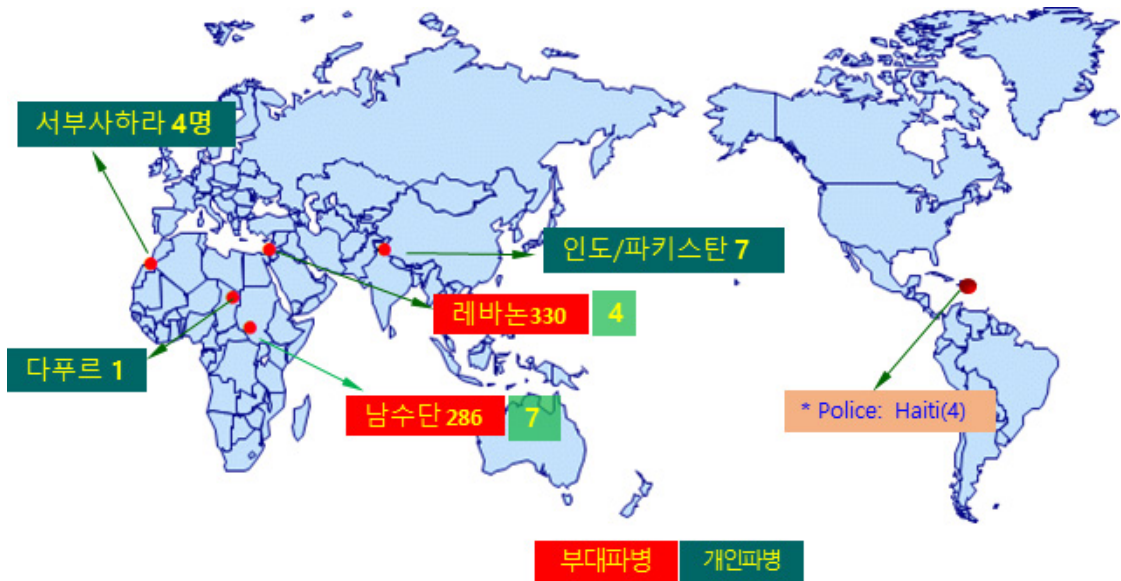 서부사하라 4명
인도/파키스탄 7
레바논330 4
다푸르 1
남수단 286 7
* Police: Haiti(4)
부대파병 개인파병